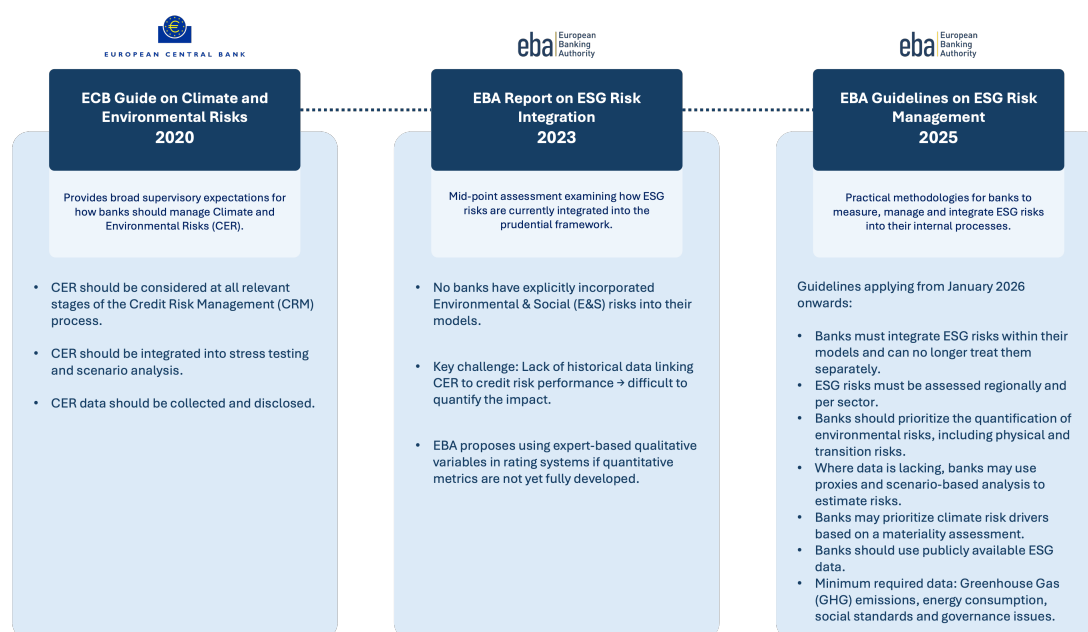 EUROPEAN CENTRAL BANK
ECB Guide on Climate and
Environmental Risks
2020
Provides broad supervisory expectations for
how banks should manage Climate and
Environmental Risks (CER).
• CER should be considered at all relevant
stages of the Credit Risk Management (CRM)
process.
• CER should be integrated into stress testing
and scenario analysis.
• CER data should be collected and disclosed.
eba European
Banking
Authority
EBA Report on ESG Risk
Integration
2023
Mid-point assessment examining how ESG
risks are currently integrated into the
prudential framework.
• No banks have explicitly incorporated
Environmental & Social (E&S) risks into their
models.
• Key challenge: Lack of historical data linking
CER to credit risk performance → difficult to
quantify the impact.
• EBA proposes using expert-based qualitative
variables in rating systems if quantitative
metrics are not yet fully developed.
eba European
Banking
Authority
EBA Guidelines on ESG Risk
Management
2025
Practical methodologies for banks to
measure, manage and integrate ESG risks
into their internal processes.
Guidelines applying from January 2026
onwards:
• Banks must integrate ESG risks within their
models and can no longer treat them
separately.
• ESG risks must be assessed regionally and
per sector.
• Banks should prioritize the quantification of
environmental risks, including physical and
transition risks.
• Where data is lacking, banks may use
proxies and scenario-based analysis to
estimate risks.
• Banks may prioritize climate risk drivers
based on a materiality assessment.
• Banks should use publicly available ESG
data.
• Minimum required data: Greenhouse Gas
(GHG) emissions, energy consumption,
social standards and governance issues.